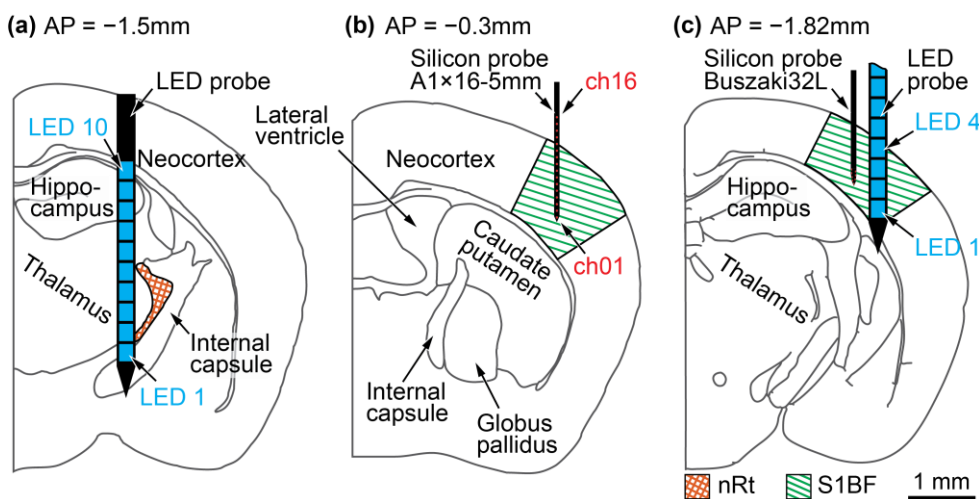 (a) AP = −1.5mm
LED probe
LED 10
Neocortex
Hippo-
campus
Thalamus
Internal
capsule
LED 1
(b) AP = −0.3mm
Silicon probe
A1×16-5mm
ch16
Lateral
ventricle
Neocortex
Caudate
putamen
ch01
Internal
capsule
Globus
pallidus
(c) AP = −1.82mm
Silicon probe
Buszaki32L
LED
probe
LED 4
Hippo-
campus
LED 1
Thalamus
nRt
S1BF
1 mm